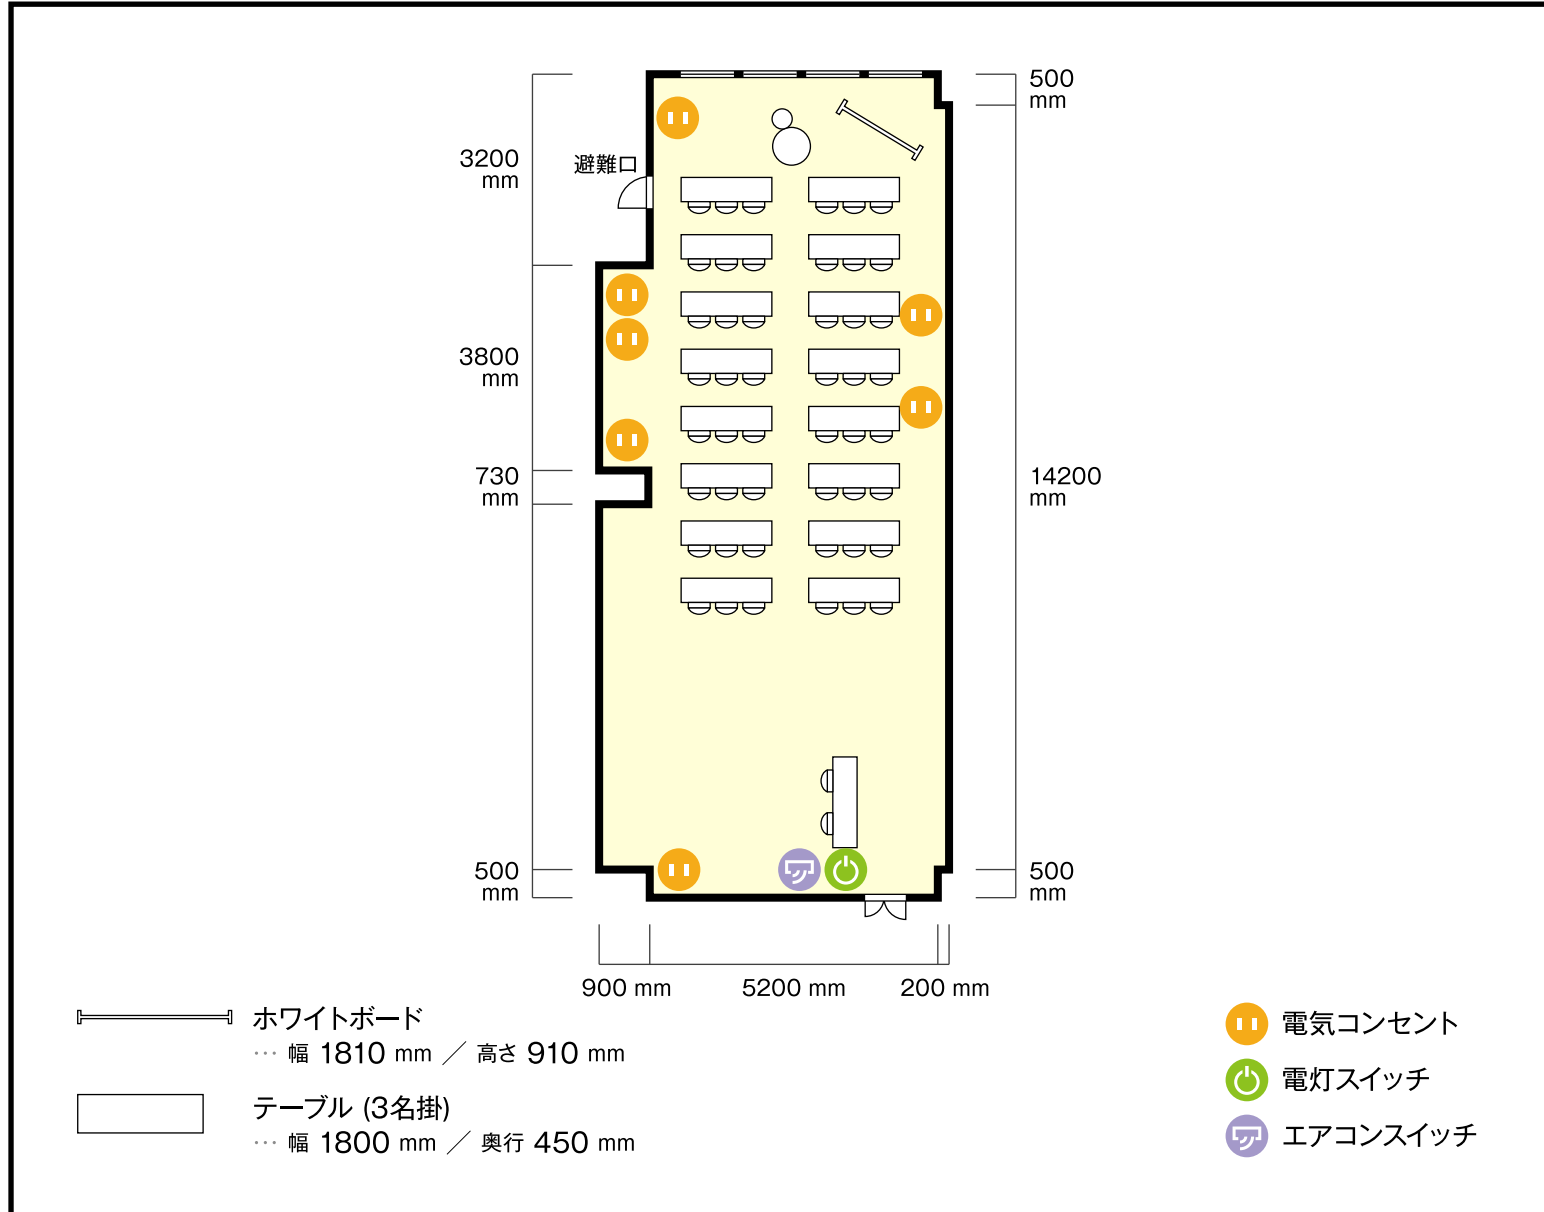 500
mm
3200
mm
避難口
3800
mm
730
mm
14200
mm
500
mm
500
mm
900 mm
5200 mm
200 mm
ホワイトボード
… 幅 1810 mm ／ 高さ 910 mm
テーブル (3名掛)
… 幅 1800 mm ／ 奥行 450 mm
電気コンセント
電灯スイッチ
エアコンスイッチ